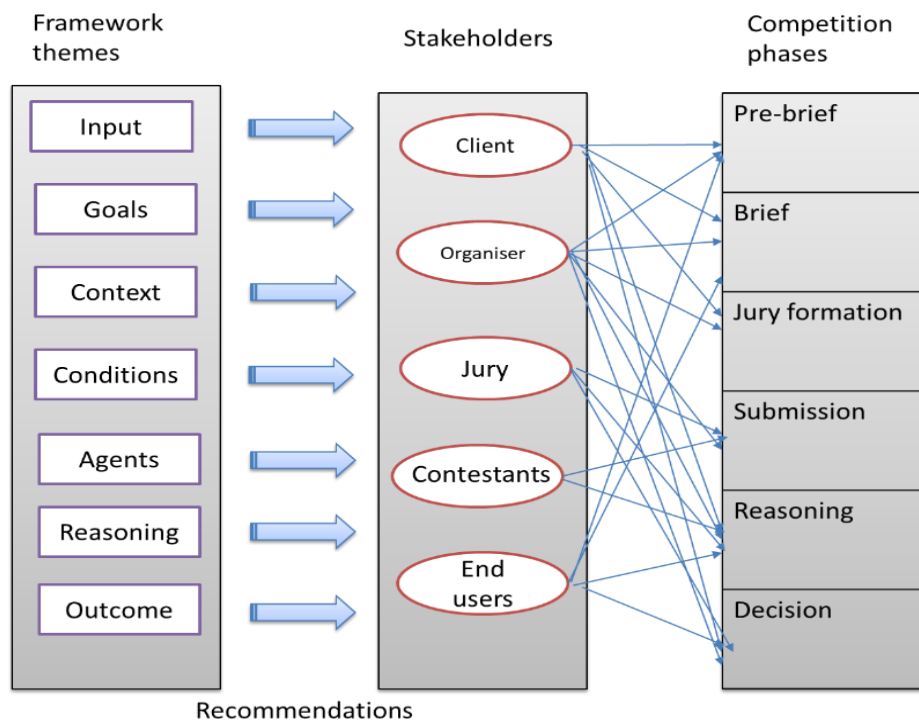 Framework
themes
Stakeholders
Competition
phases
Input
Goals
Context
Conditions
Agents
Reasoning
Outcome
Client
Organiser
Jury
Contestants
End
users
Pre-brief
Brief
Jury formation
Submission
Reasoning
Decision
Recommendations